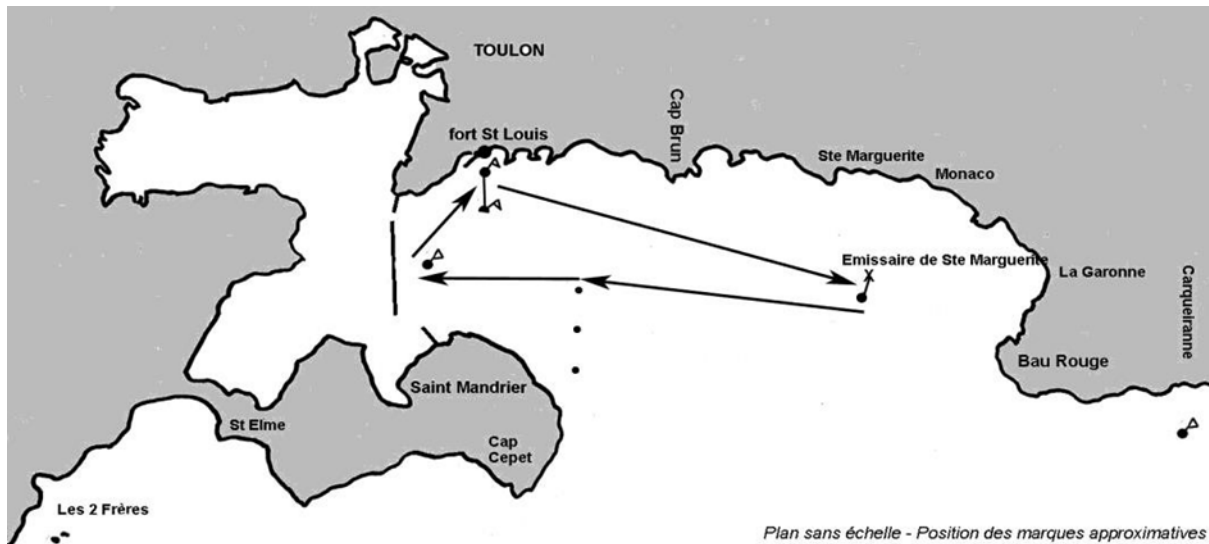 TOULON
fort St Louis
Cap Brun
Ste Marguerite
Monaco
Emissaire de Ste Marguerite
La Garonne
Carqueiranne
Bau Rouge
Saint Mandrier
St Elme
Cap
Cepet
Les 2 Frères
Plan sans échelle - Position des marques approximatives